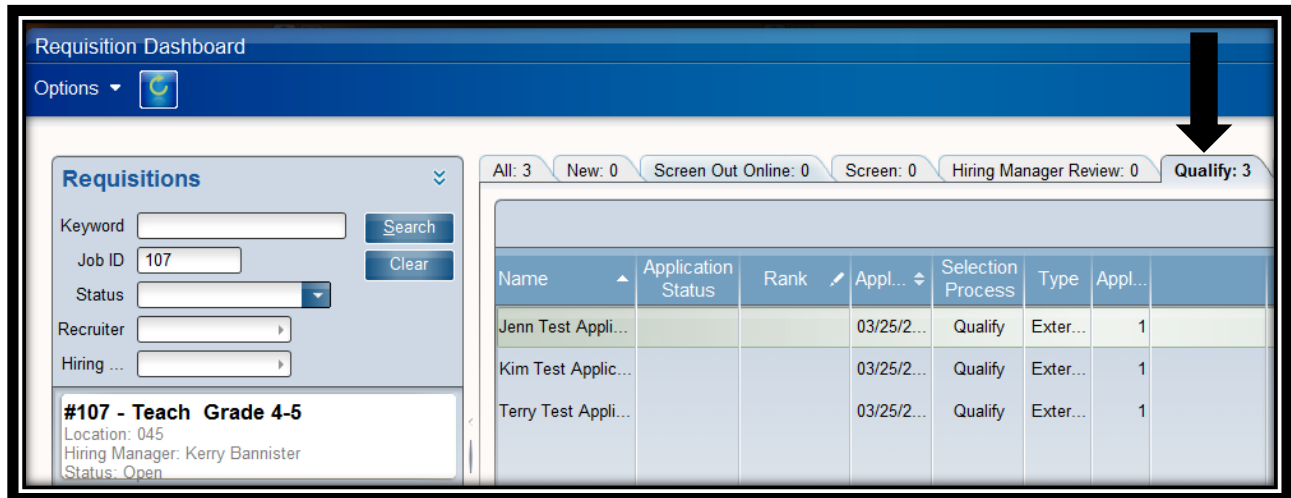 Requisition Dashboard
Options
Requisitions
Keyword Search
Job ID 107 Clear
Status
Recruiter
Hiring ...
#107 - Teach Grade 4-5
Location: 045
Hiring Manager: Kerry Bannister
Status: Open
All: 3 New: 0 Screen Out Online: 0 Screen: 0 Hiring Manager Review: 0 Qualify: 3
Name Application Status Rank Appl... Selection Process Type Appl...
Jenn Test Appli... 03/25/2... Qualify Exter... 1
Kim Test Applic... 03/25/2... Qualify Exter... 1
Terry Test Appli... 03/25/2... Qualify Exter... 1